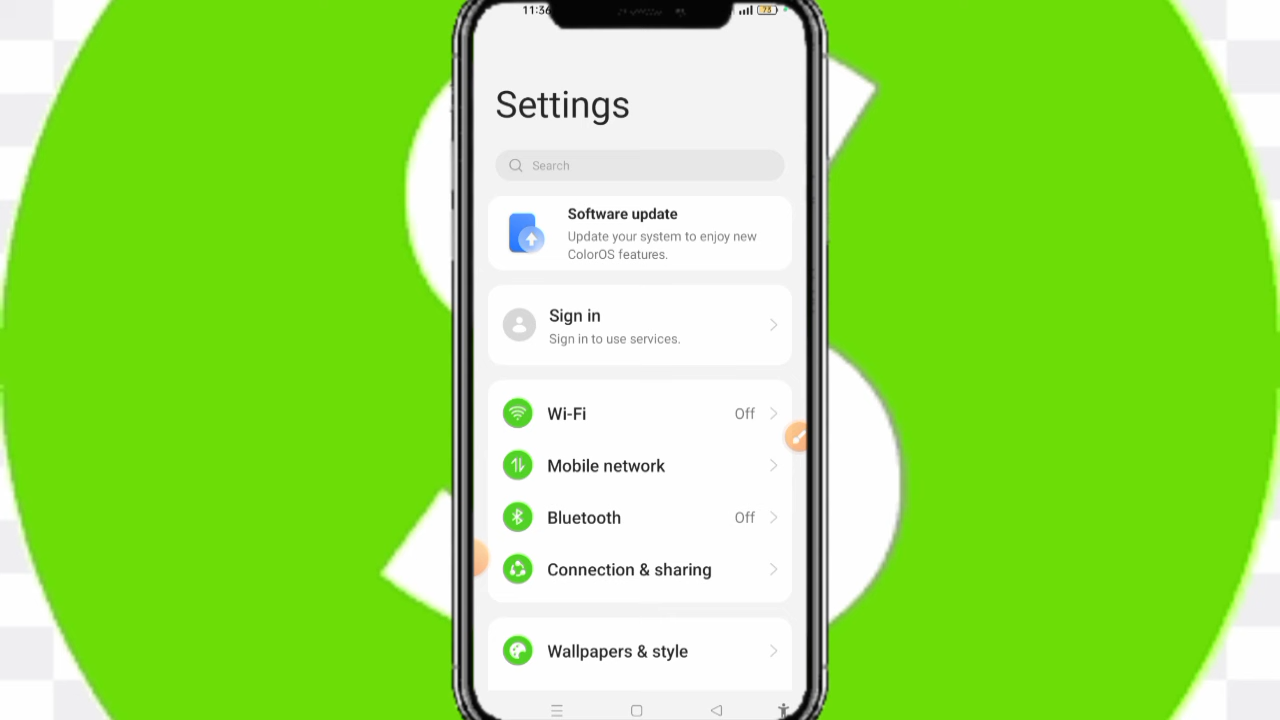 11:36
73
Settings
Search
Software update
Update your system to enjoy new
ColorOS features.
Sign in
Sign in to use services.
Wi-Fi Off
Mobile network
Bluetooth Off
Connection & sharing
Wallpapers & style